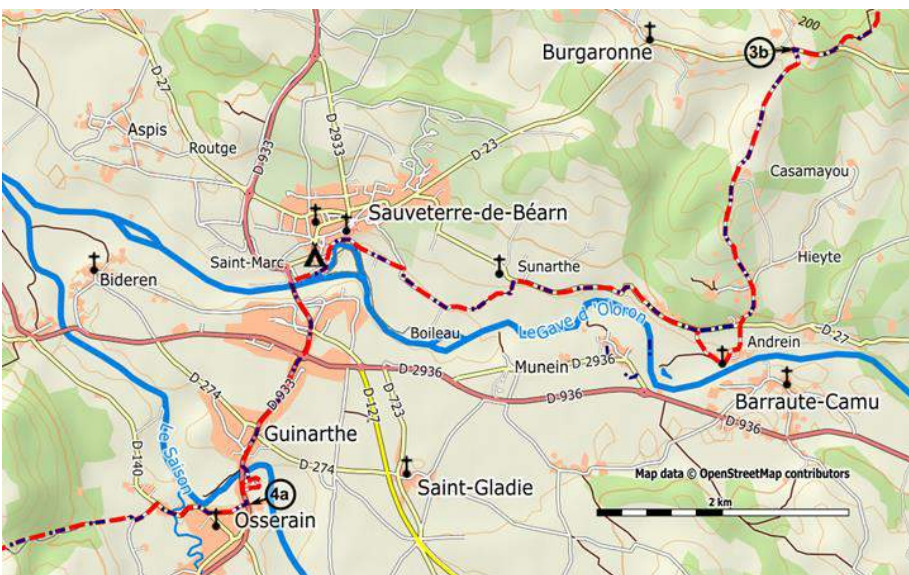 200
Burgaronne
3b
D-27
D-933
D-2933
D-23
Aspis
Routge
Casamayou
Sauveterre-de-Béarn
Saint-Marc
Sunarthe
Hieyte
Bideren
Boileau
Le Gave d'Oloron
D-27
Andrein
D-2936
Munein
D-2936
D-936
Barraute-Camu
D-936
D-933
D-274
D-127
D-723
Guinarthe
D-140
Le Saison
D-274
Saint-Gladie
Map data © OpenStreetMap contributors
2 km
4a
Osserain